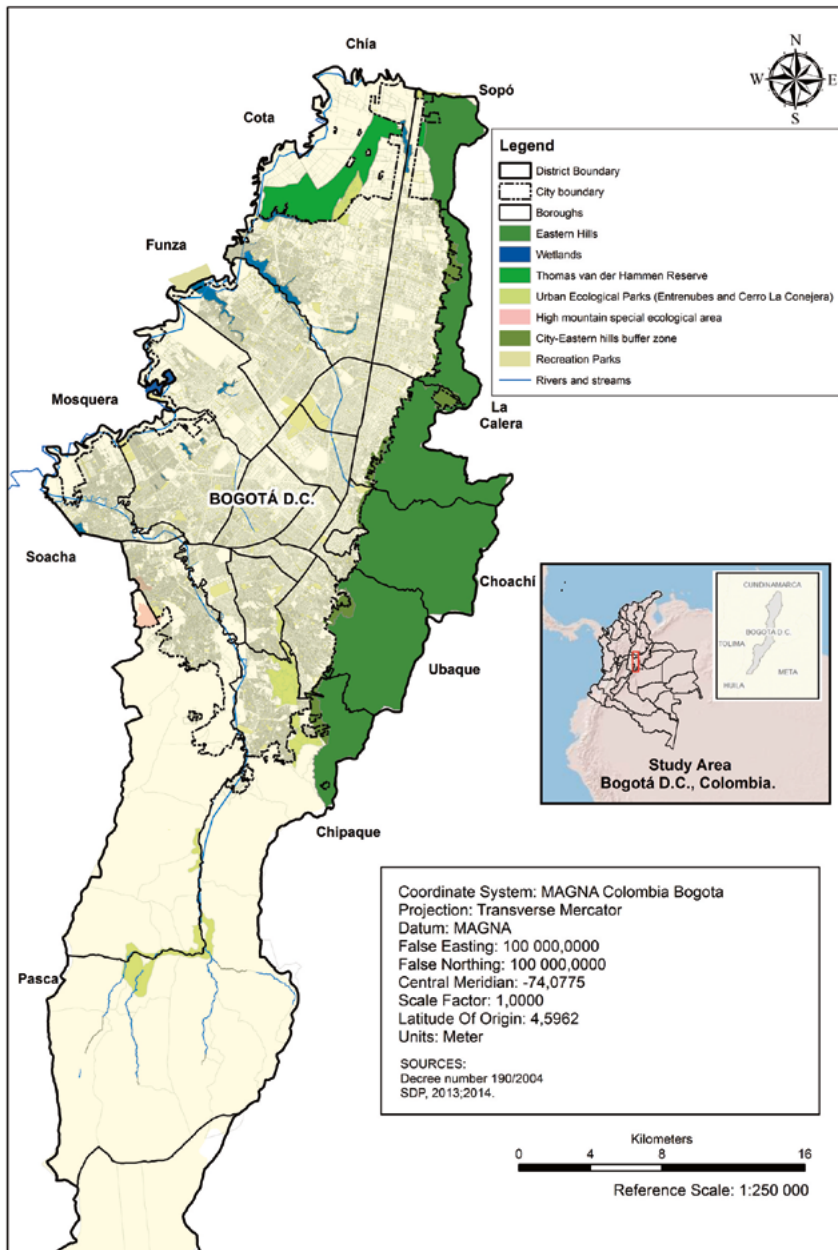 Chía
N
W
E
S
Sopó
Cota
Legend
District Boundary
City boundary
Boroughs
Eastern Hills
Wetlands
Thomas van der Hammen Reserve
Urban Ecological Parks (Entrenubes and Cerro La Conejera)
High mountain special ecological area
City-Eastern hills buffer zone
Recreation Parks
Rivers and streams
Funza
Mosquera
La
Calera
BOGOTÁ D.C.
Soacha
Choachí
Ubaque
CUNDINAMARCA
BOGOTÁ D.C.
TOLIMA
META
HUILA
Study Area
Bogotá D.C., Colombia.
Chipaque
Pasca
Coordinate System: MAGNA Colombia Bogota
Projection: Transverse Mercator
Datum: MAGNA
False Easting: 100 000,0000
False Northing: 100 000,0000
Central Meridian: -74,0775
Scale Factor: 1,0000
Latitude Of Origin: 4,5962
Units: Meter
SOURCES:
Decree number 190/2004
SDP, 2013;2014.
Kilometers
0 4 8 16
Reference Scale: 1:250 000